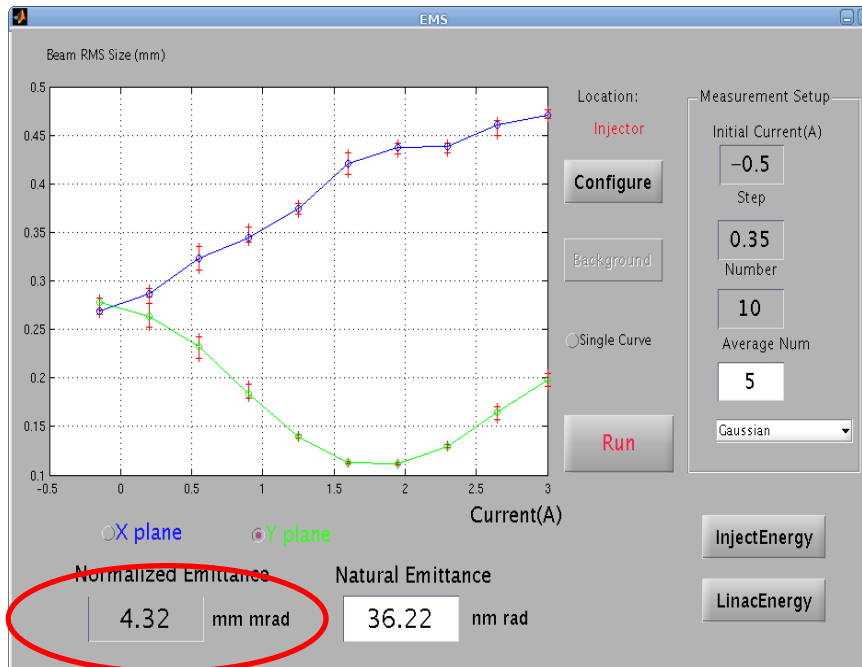 EMS
Beam RMS Size (mm)
0.5
0.45
0.4
0.35
0.3
0.25
0.2
0.15
0.1
-0.5 0 0.5 1 1.5 2 2.5 3
Current(A)
X plane
Y plane
Normalized Emittance
4.32 mm mrad
Natural Emittance
36.22 nm rad
Location:
Injector
Configure
Background
Single Curve
Run
Measurement Setup
Initial Current(A)
-0.5
Step
0.35
Number
10
Average Num
5
Gaussian
InjectEnergy
LinacEnergy